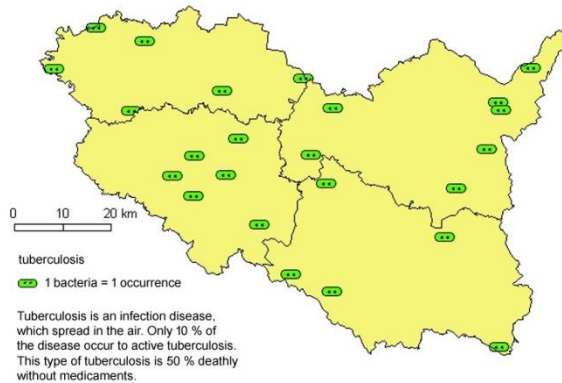 0 10 20 km
tuberculosis
1 bacteria = 1 occurrence
Tuberculosis is an infection disease,
which spread in the air. Only 10 % of
the disease occur to active tuberculosis.
This type of tuberculosis is 50 % deathly
without medicaments.